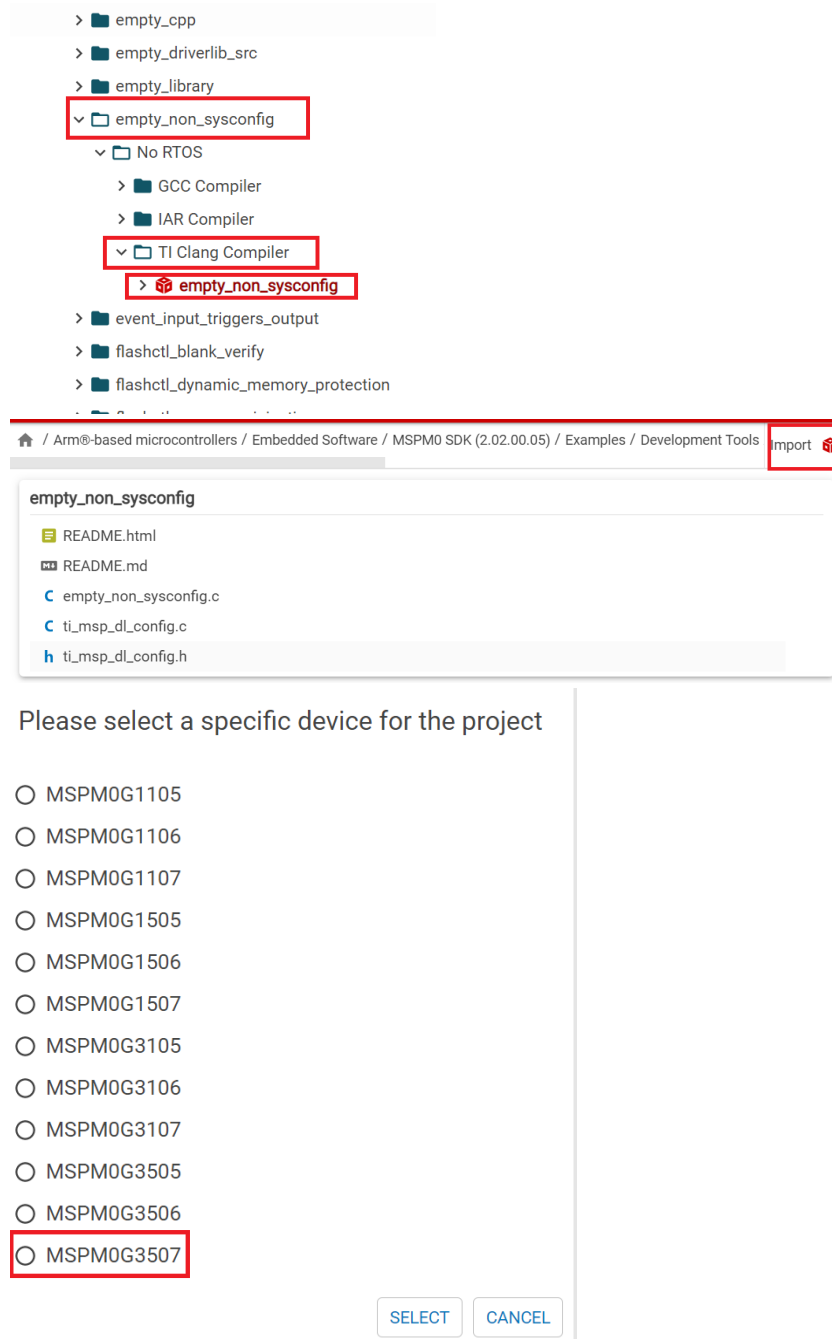 empty_cpp
empty_driverlib_src
empty_library
empty_non_sysconfig
No RTOS
GCC Compiler
IAR Compiler
TI Clang Compiler
empty_non_sysconfig
event_input_triggers_output
flashctl_blank_verify
flashctl_dynamic_memory_protection
/ Arm®-based microcontrollers / Embedded Software / MSPM0 SDK (2.02.00.05) / Examples / Development Tools Import
empty_non_sysconfig
README.html
M↓ README.md
C empty_non_sysconfig.c
C ti_msp_dl_config.c
h ti_msp_dl_config.h
Please select a specific device for the project
MSPM0G1105
MSPM0G1106
MSPM0G1107
MSPM0G1505
MSPM0G1506
MSPM0G1507
MSPM0G3105
MSPM0G3106
MSPM0G3107
MSPM0G3505
MSPM0G3506
MSPM0G3507
SELECT CANCEL